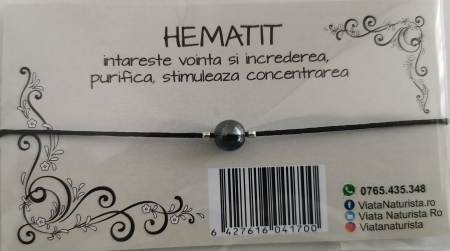 HEMATIT
intareste vointa si increderea,
purifica, stimuleaza concentrarea
0765.435.348
ViataNaturista.ro
Viata Naturista Ro
Viatanaturista
6 427616 041700